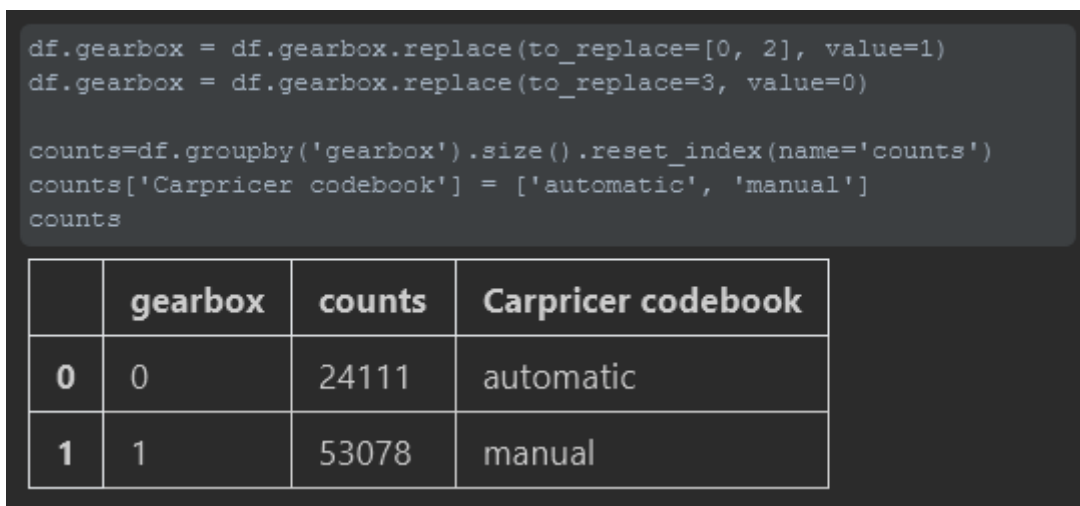 df.gearbox = df.gearbox.replace(to_replace=[0, 2], value=1)
df.gearbox = df.gearbox.replace(to_replace=3, value=0)
counts=df.groupby('gearbox').size().reset_index(name='counts')
counts['Carpricer codebook'] = ['automatic', 'manual']
counts
gearbox counts Carpricer codebook
0 0 24111 automatic
1 1 53078 manual